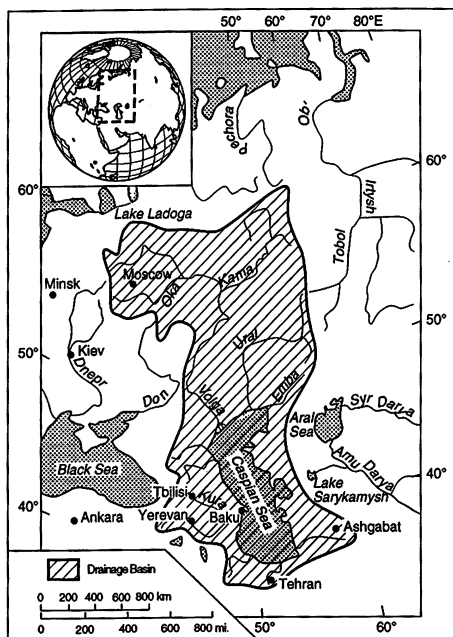 50° 60° 70° 80°E
Pechora
Ob
60°
60°
Irtysh
Lake Ladoga
Tobol
Moscow
Oka
Kama
Minsk
50°
50°
Kiev
Dnepr
Ural
Don
Volga
Emba
Syr Darya
Aral
Sea
Amu Darya
Black Sea
Caspian Sea
40°
Lake
Sarykamysh
Tbilisi
Kura
40°
Ankara
Yerevan
Baku
Ashgabat
Drainage Basin
Tehran
0 200 400 600 800 km
0 200 400 600 800 mi.
50°
60°